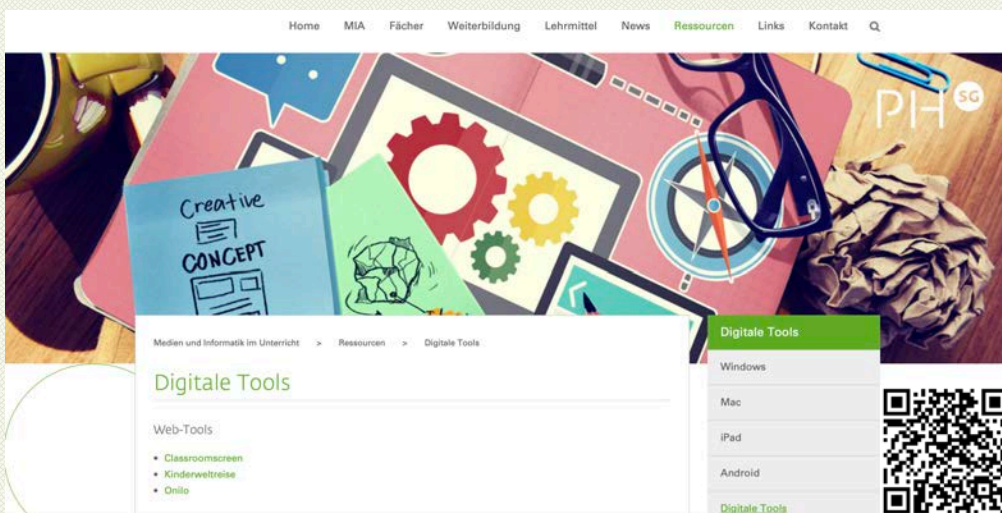 Home MIA Fächer Weiterbildung Lehrmittel News Ressourcen Links Kontakt
PH SG
Creative
CONCEPT
Medien und Informatik im Unterricht > Ressourcen > Digitale Tools
Digitale Tools
Web-Tools
• Classroomscreen
• Kinderweltreise
• Onilo
Digitale Tools
Windows
Mac
iPad
Android
Digitale Tools